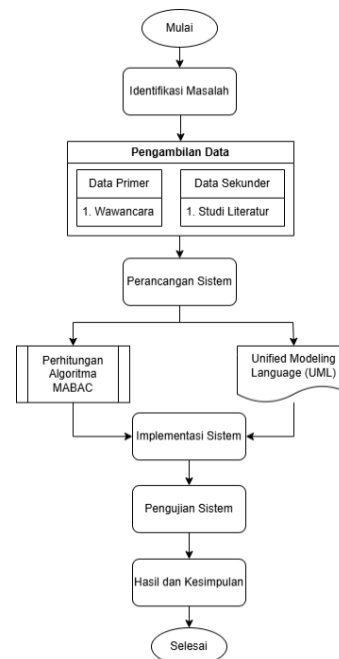 Mulai
Identifikasi Masalah
Pengambilan Data
Data Primer
1. Wawancara
Data Sekunder
1. Studi Literatur
Perancangan Sistem
Perhitungan
Algoritma
MABAC
Unified Modeling
Language (UML)
Implementasi Sistem
Pengujian Sistem
Hasil dan Kesimpulan
Selesai